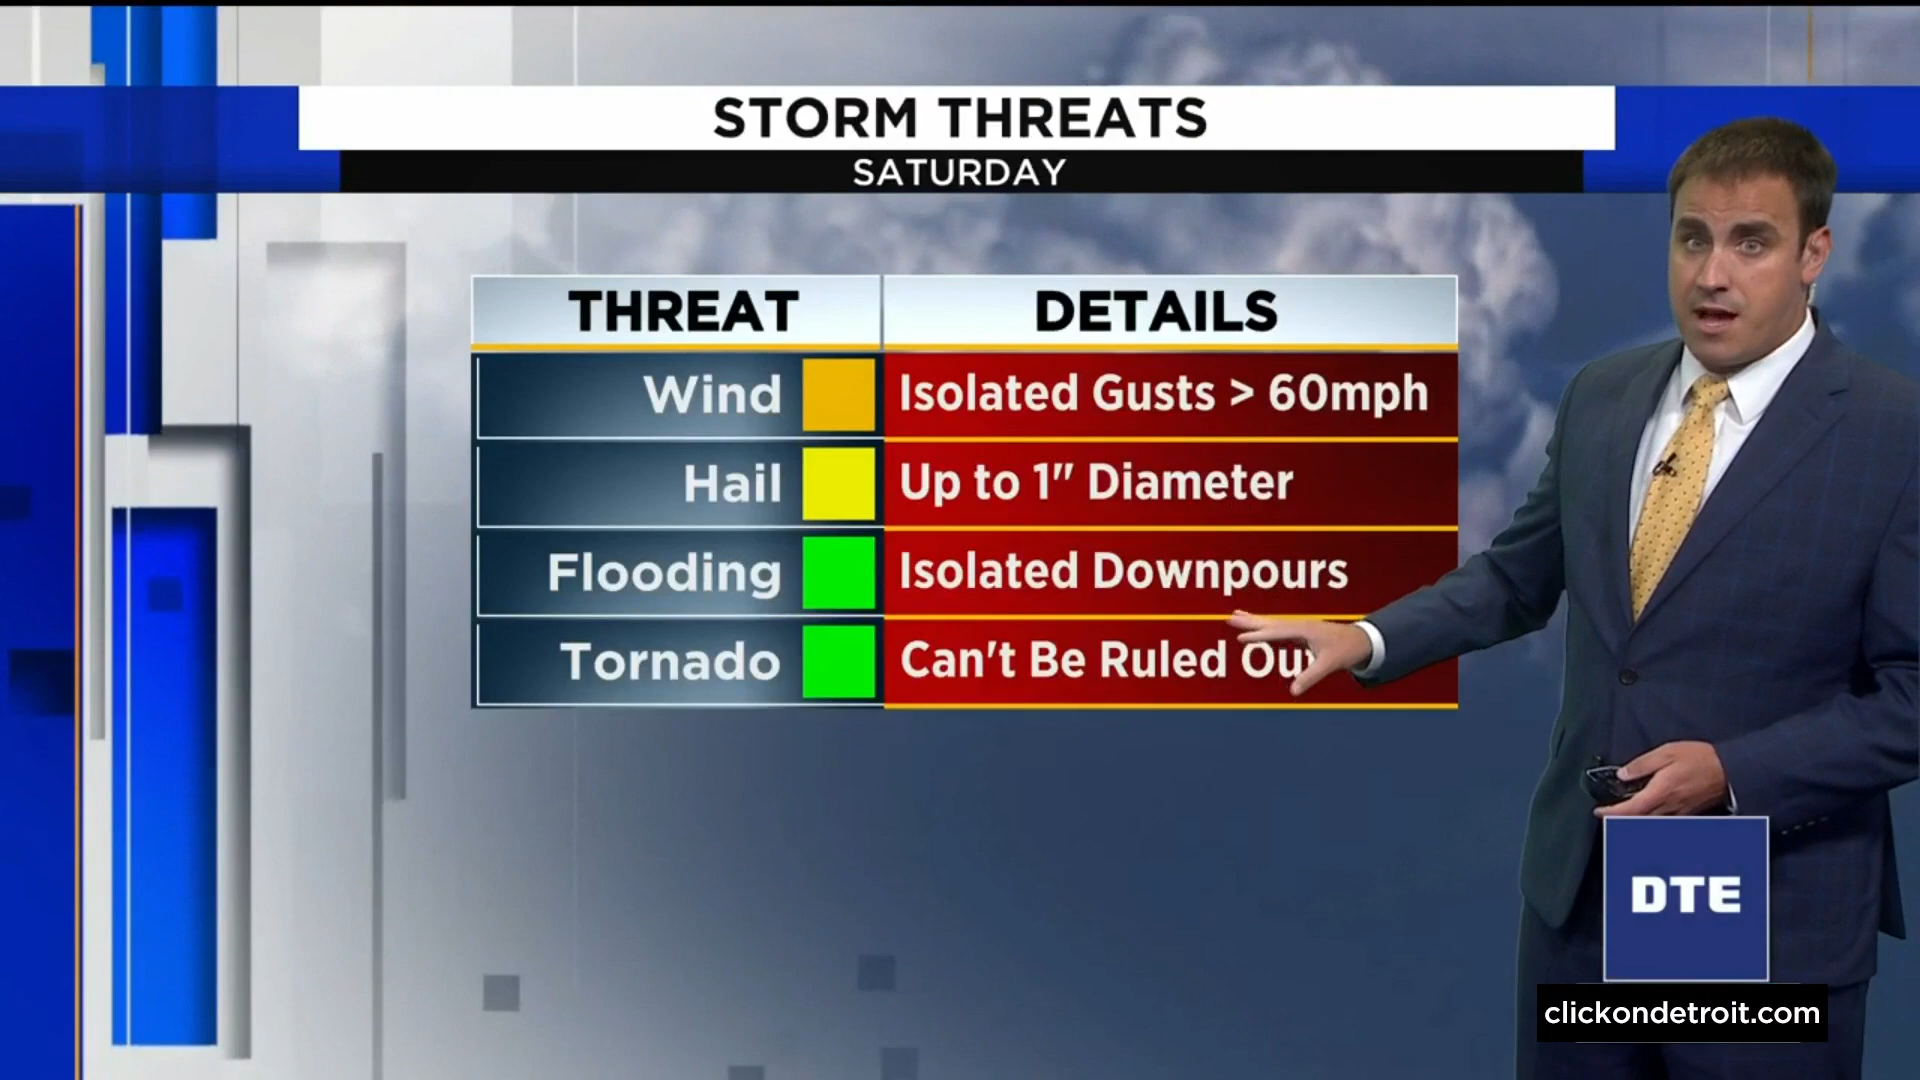 STORM THREATS
SATURDAY
THREAT DETAILS
Wind Isolated Gusts > 60mph
Hail Up to 1" Diameter
Flooding Isolated Downpours
Tornado Can't Be Ruled Out
DTE
clickondetroit.com